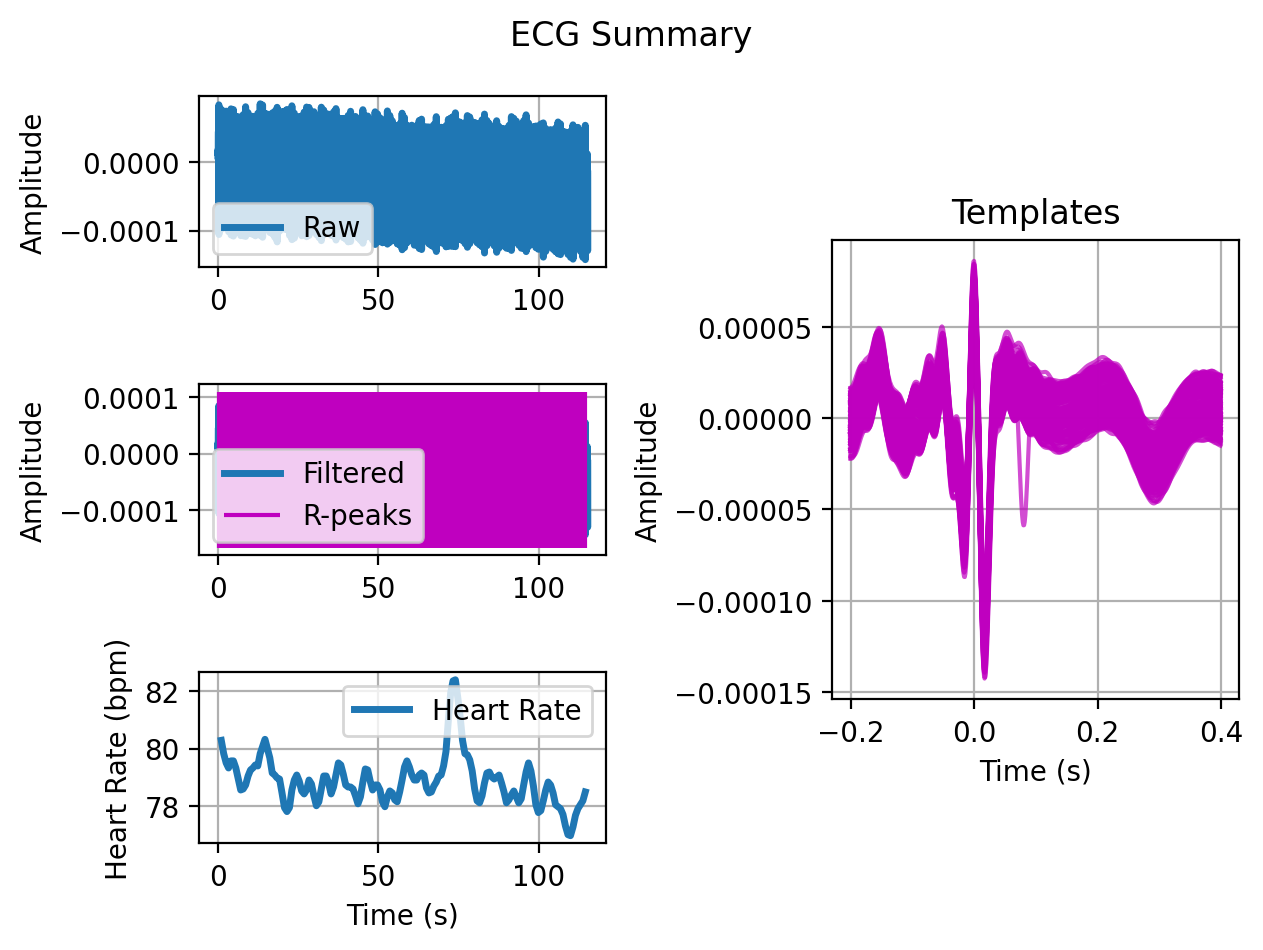 ECG Summary
Amplitude
0.0000
−0.0001
Raw
0
50
100
Amplitude
0.0001
0.0000
−0.0001
Filtered
R-peaks
0
50
100
Heart Rate (bpm)
82
80
78
Heart Rate
0
50
100
Time (s)
Templates
Amplitude
0.00005
0.00000
−0.00005
−0.00010
−0.00015
−0.2
0.0
0.2
0.4
Time (s)